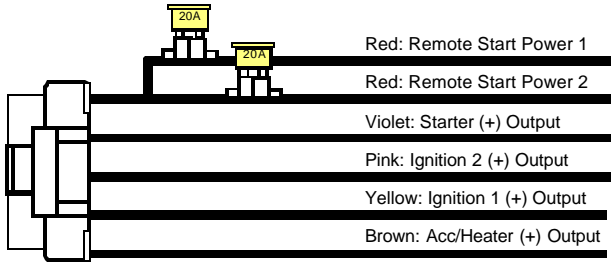 20A
20A
Red: Remote Start Power 1
Red: Remote Start Power 2
Violet: Starter (+) Output
Pink: Ignition 2 (+) Output
Yellow: Ignition 1 (+) Output
Brown: Acc/Heater (+) Output